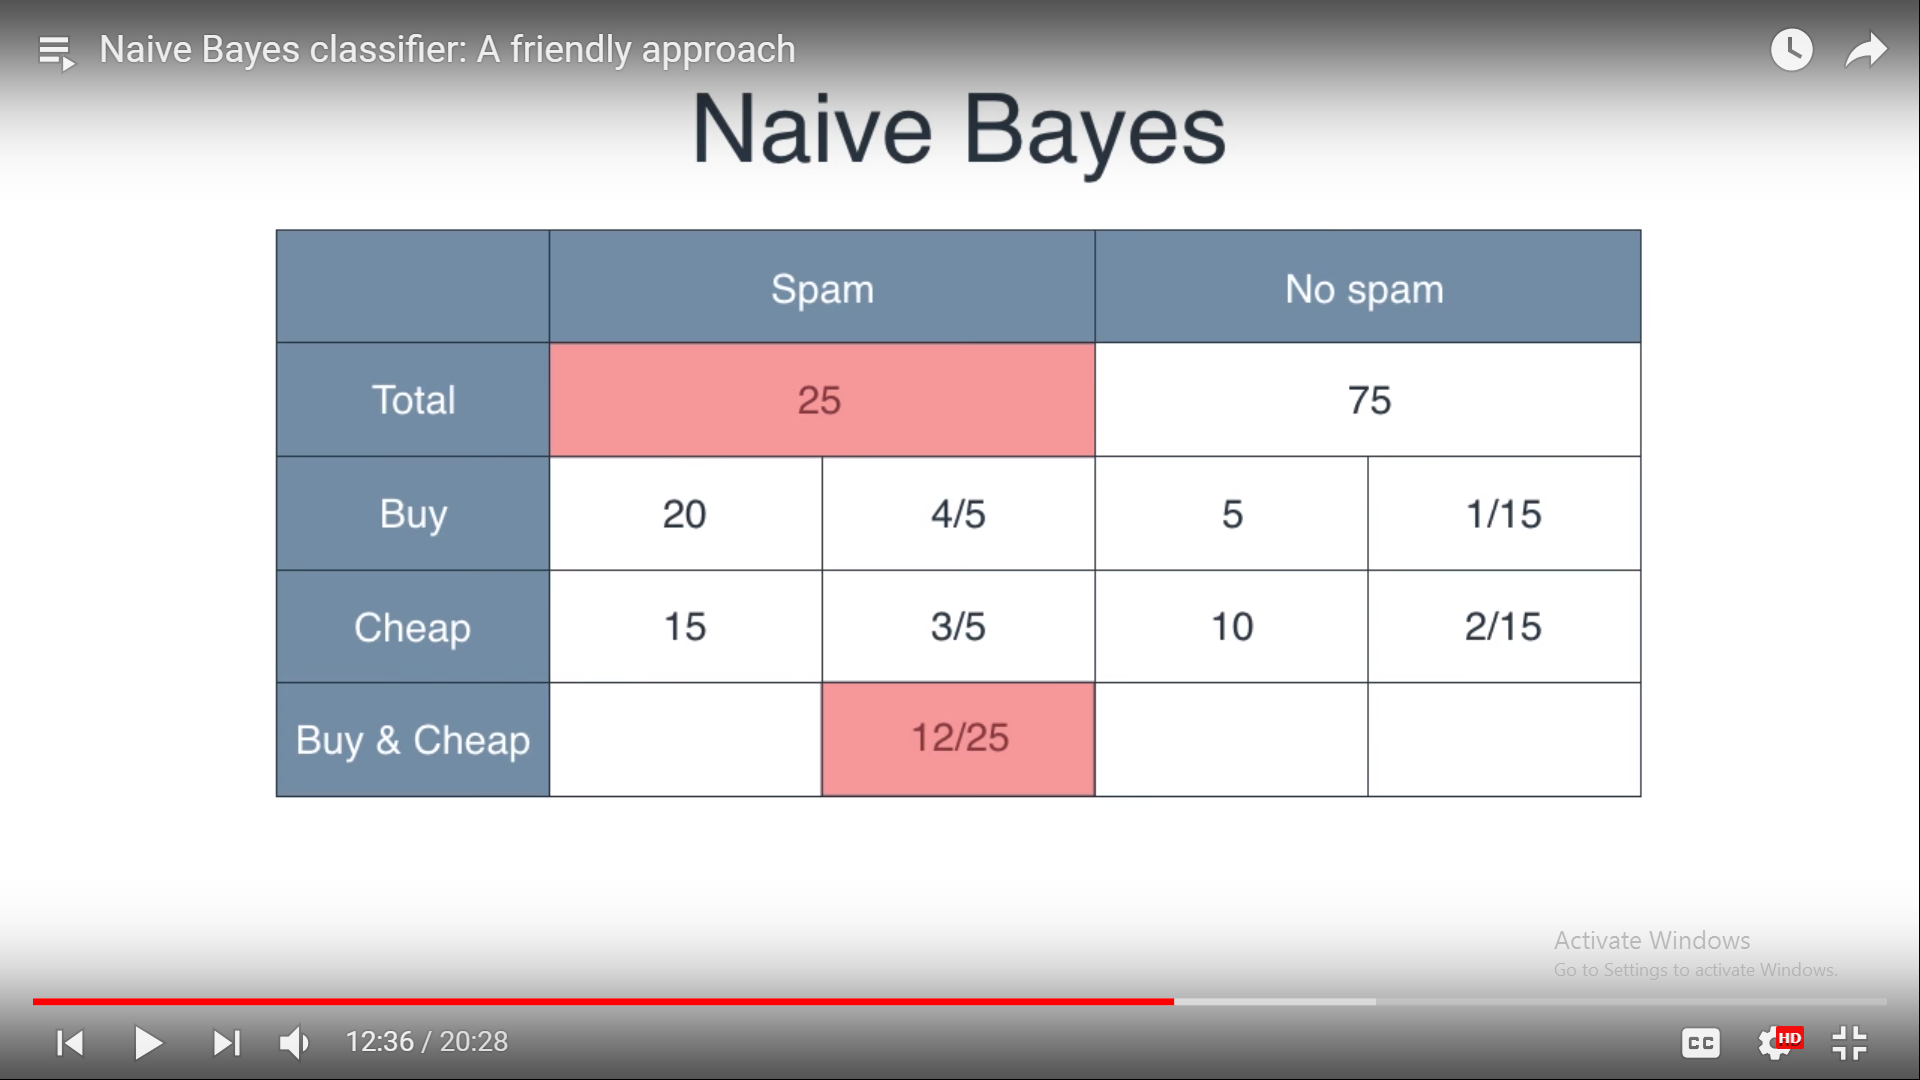 Naive Bayes classifier: A friendly approach
Naive Bayes
Spam No spam
Total 25 75
Buy 20 4/5 5 1/15
Cheap 15 3/5 10 2/15
Buy & Cheap 12/25
Activate Windows
Go to Settings to activate Windows.
12:36 / 20:28
CC HD